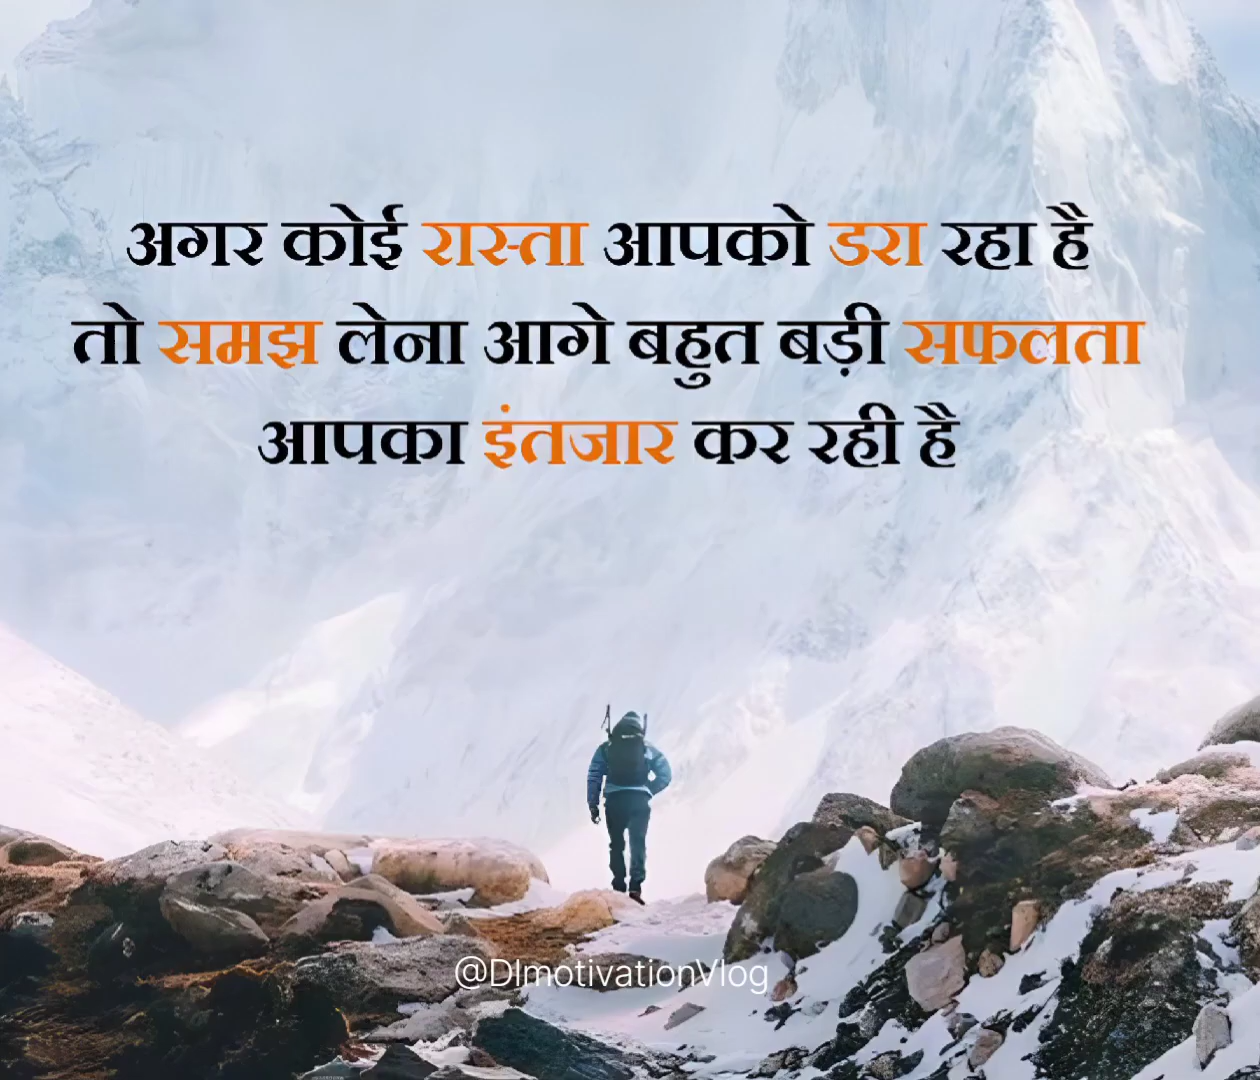 अगर कोई रास्ता आपको डरा रहा है
तो समझ लेना आगे बहुत बड़ी सफलता
आपका इंतजार कर रही है
@DImotivationVlog